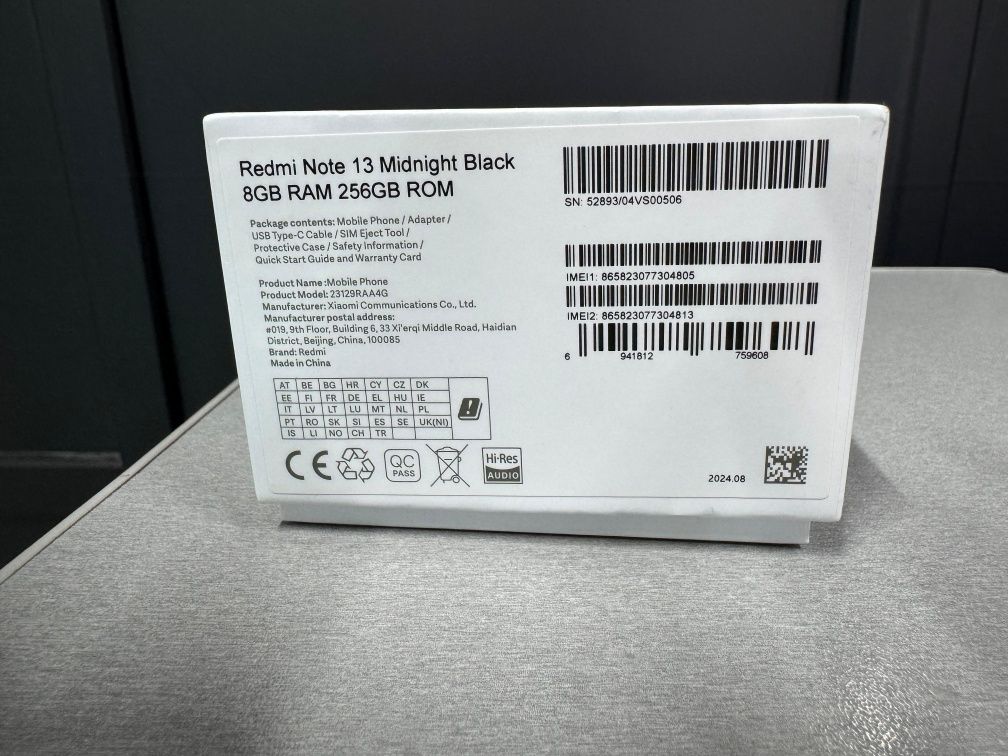 Redmi Note 13 Midnight Black
8GB RAM 256GB ROM
Package contents: Mobile Phone / Adapter /
USB Type-C Cable / SIM Eject Tool /
Protective Case / Safety Information /
Quick Start Guide and Warranty Card
Product Name :Mobile Phone
Product Model: 23129RAA4G
Manufacturer: Xiaomi Communications Co., Ltd.
Manufacturer postal address:
#019, 9th Floor, Building 6, 33 Xi'erqi Middle Road, Haidian
District, Beijing, China, 100085
Brand: Redmi
Made in China
AT BE BG HR CY CZ DK
EE FI FR DE EL HU IE
IT LV LT LU MT NL PL
PT RO SK SI ES SE UK(NI)
IS LI NO CH TR
CE
QC
PASS
Hi-Res
AUDIO
SN: 52893/04VS00506
IMEI1: 865823077304805
IMEI2: 865823077304813
6 941812 759608
2024.08